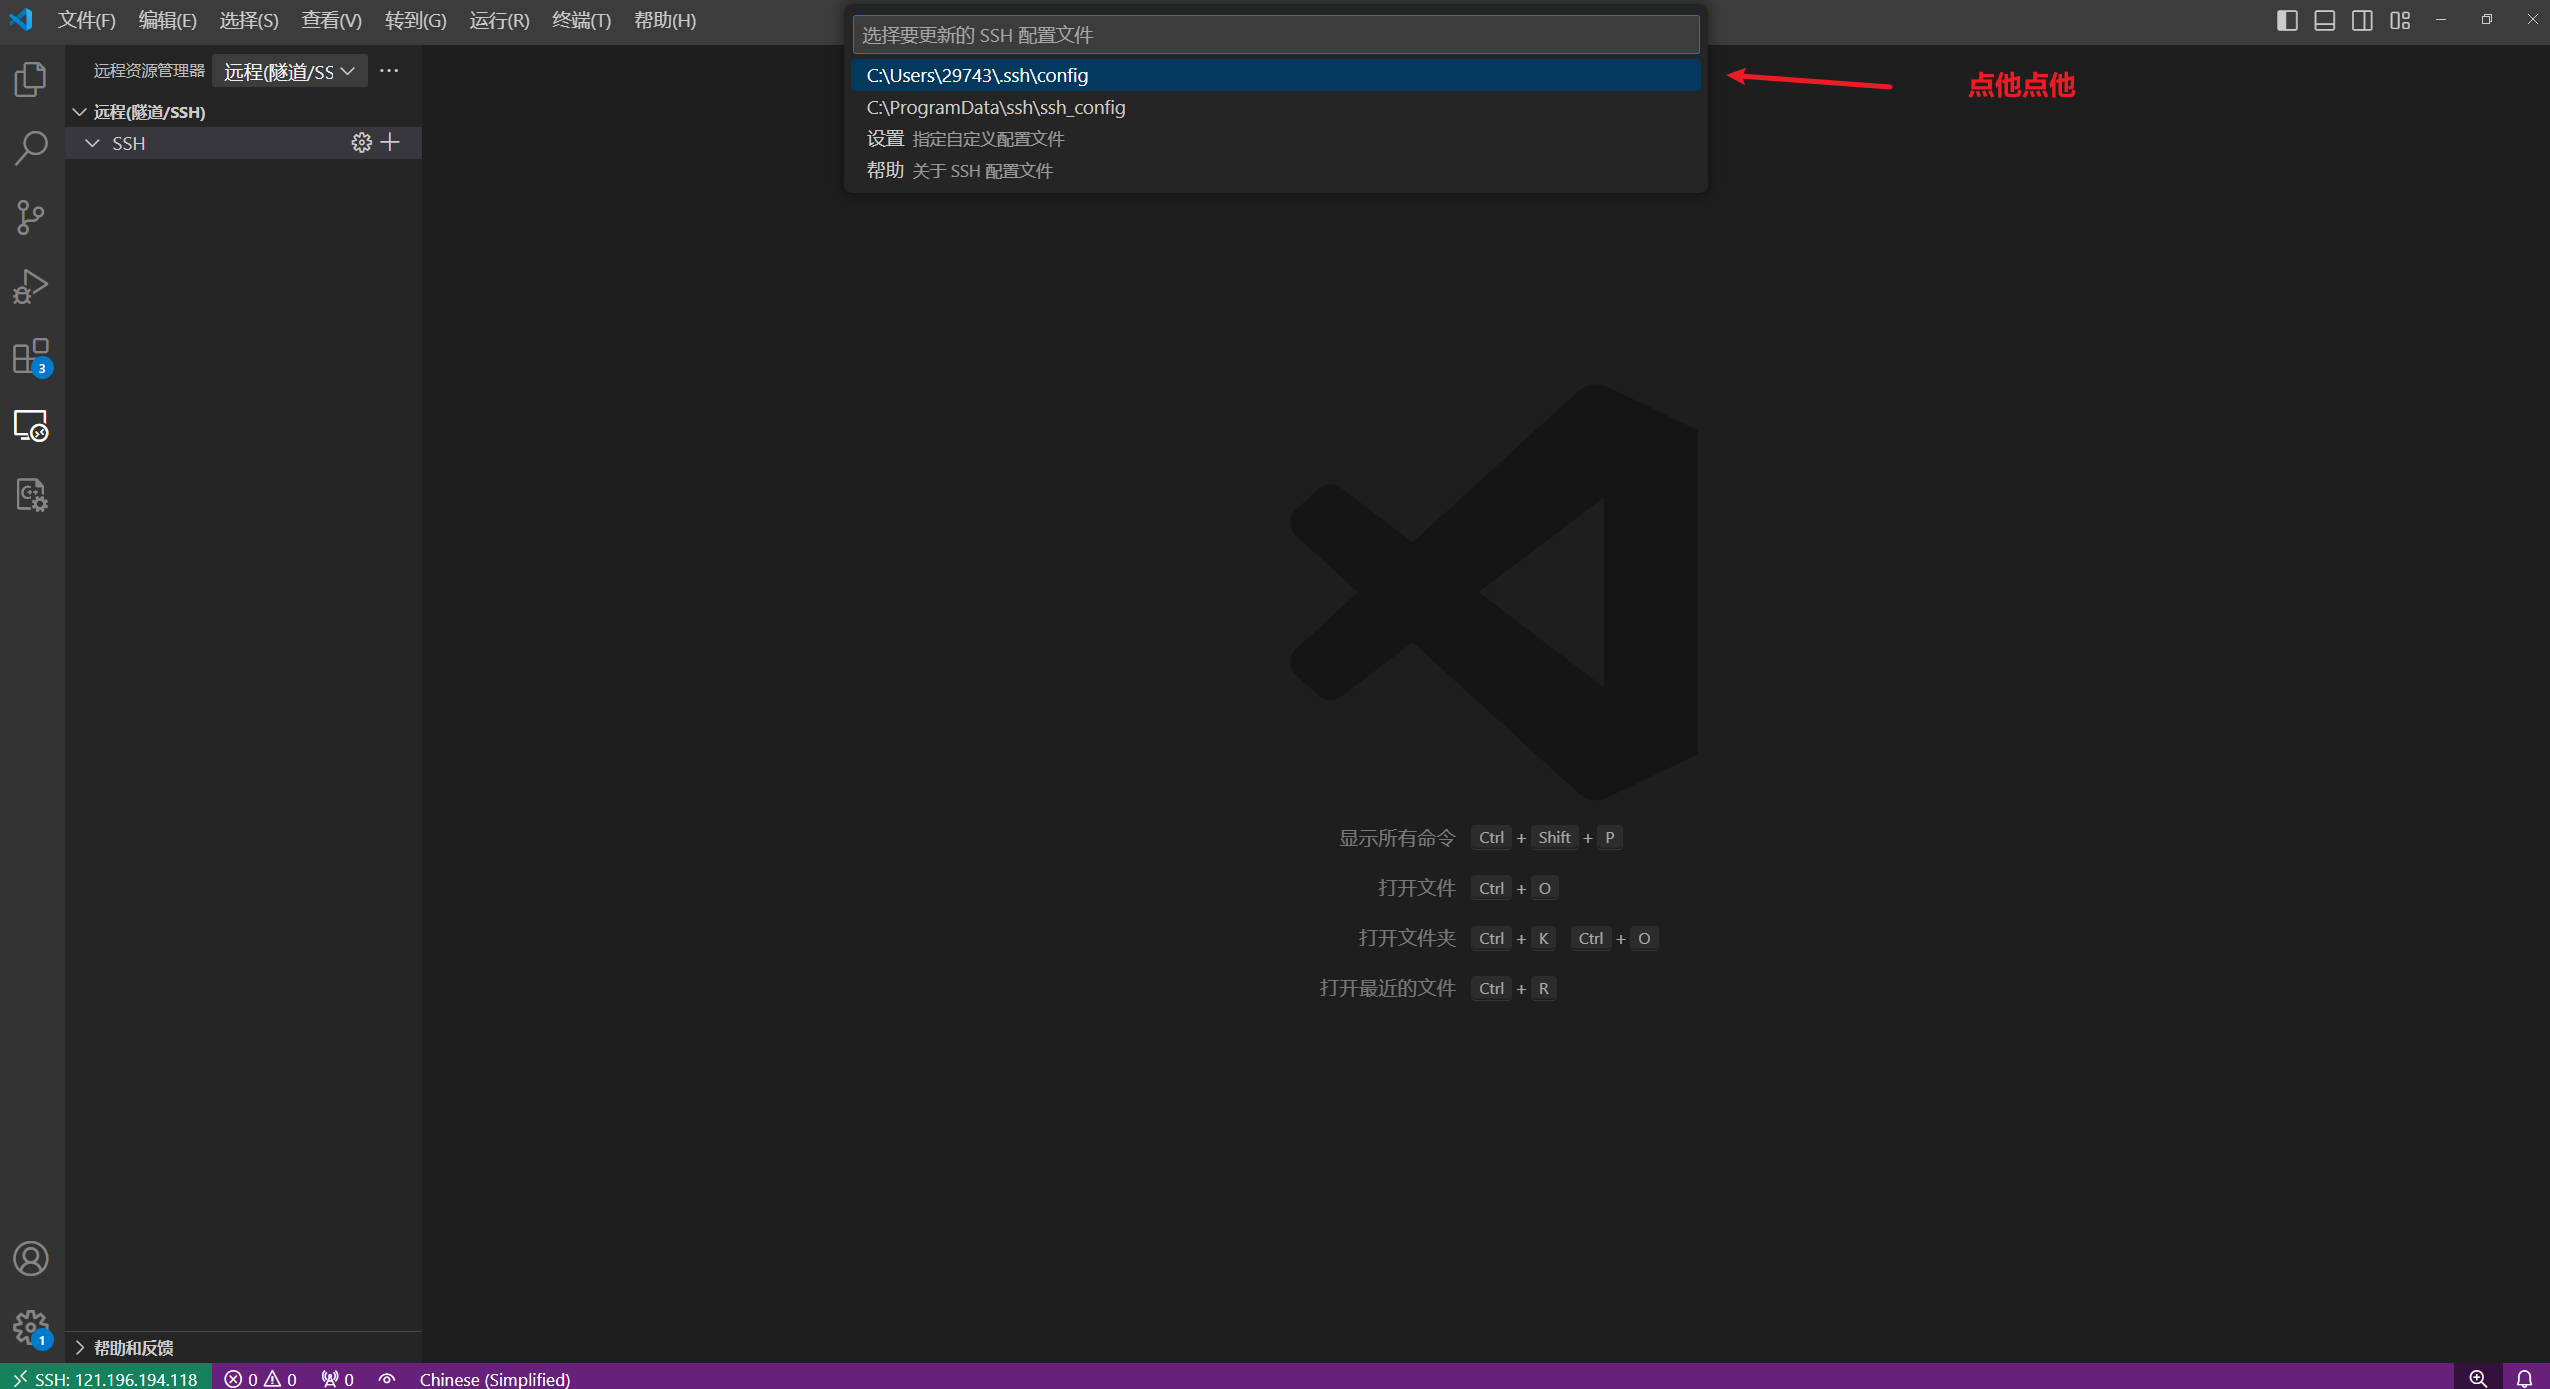 文件(F) 编辑(E) 选择(S) 查看(V) 转到(G) 运行(R) 终端(T) 帮助(H)
选择要更新的 SSH 配置文件
远程资源管理器 远程(隧道/SS
C:\Users\29743\.ssh\config
点他点他
远程(隧道/SSH)
C:\ProgramData\ssh\ssh_config
SSH
设置 指定自定义配置文件
帮助 关于 SSH 配置文件
3
显示所有命令 Ctrl + Shift + P
打开文件 Ctrl + O
打开文件夹 Ctrl + K Ctrl + O
打开最近的文件 Ctrl + R
1
帮助和反馈
SSH: 121.196.194.118 0 0 0 Chinese (Simplified)